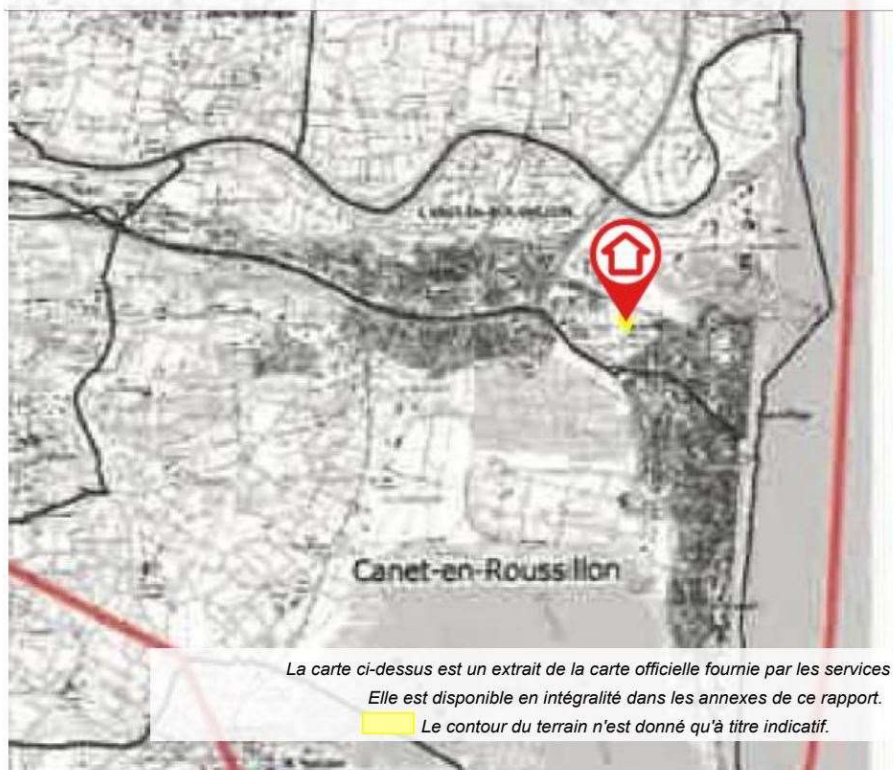 Canet-en-Roussillon
La carte ci-dessus est un extrait de la carte officielle fournie par les services
Elle est disponible en intégralité dans les annexes de ce rapport.
Le contour du terrain n'est donné qu'à titre indicatif.